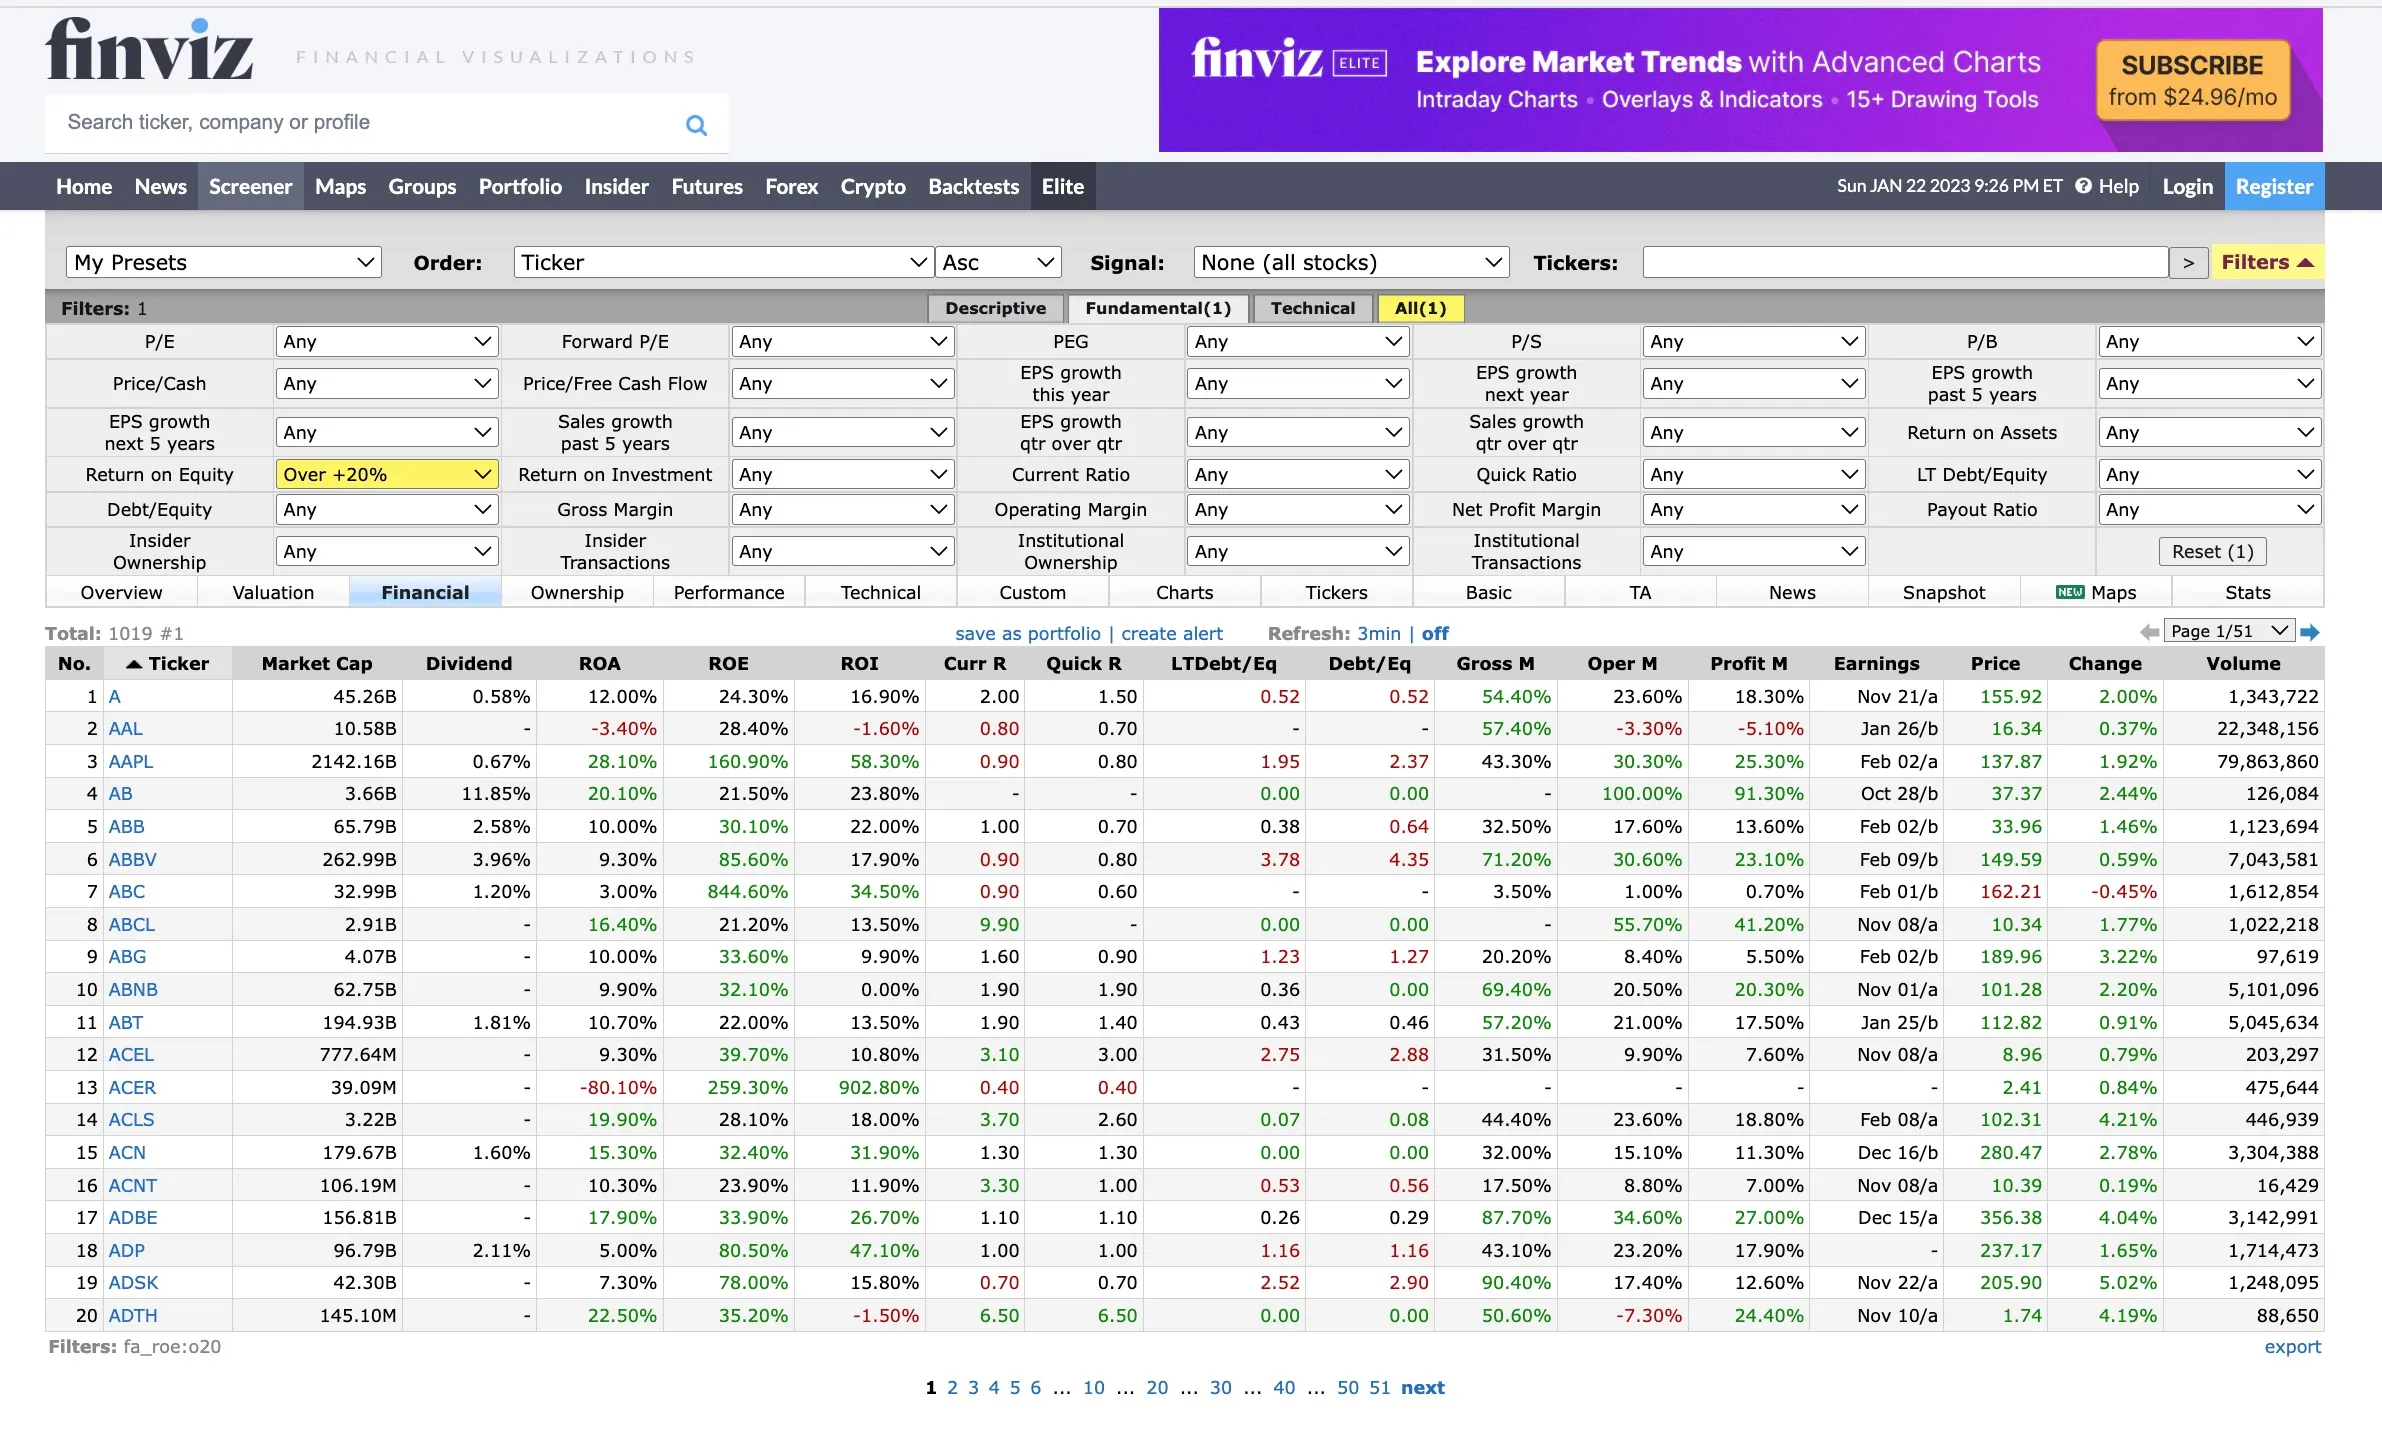 finviz FINANCIAL VISUALIZATIONS
finviz ELITE Explore Market Trends with Advanced Charts
Intraday Charts • Overlays & Indicators • 15+ Drawing Tools
SUBSCRIBE
from $24.96/mo
Search ticker, company or profile
Home News Screener Maps Groups Portfolio Insider Futures Forex Crypto Backtests Elite Sun JAN 22 2023 9:26 PM ET Help Login Register
My Presets Order: Ticker Asc Signal: None (all stocks) Tickers: > Filters
Filters: 1 Descriptive Fundamental(1) Technical All(1)
P/E Any Forward P/E Any PEG Any P/S Any P/B Any
Price/Cash Any Price/Free Cash Flow Any EPS growth this year Any EPS growth next year Any EPS growth past 5 years Any
EPS growth next 5 years Any Sales growth past 5 years Any EPS growth qtr over qtr Any Sales growth qtr over qtr Any Return on Assets Any
Return on Equity Over +20% Return on Investment Any Current Ratio Any Quick Ratio Any LT Debt/Equity Any
Debt/Equity Any Gross Margin Any Operating Margin Any Net Profit Margin Any Payout Ratio Any
Insider Ownership Any Insider Transactions Any Institutional Ownership Any Institutional Transactions Any Reset (1)
Overview Valuation Financial Ownership Performance Technical Custom Charts Tickers Basic TA News Snapshot NEW Maps Stats
Total: 1019 #1 save as portfolio | create alert Refresh: 3min | off Page 1/51
No. Ticker Market Cap Dividend ROA ROE ROI Curr R Quick R LTDebt/Eq Debt/Eq Gross M Oper M Profit M Earnings Price Change Volume
1 A 45.26B 0.58% 12.00% 24.30% 16.90% 2.00 1.50 0.52 0.52 54.40% 23.60% 18.30% Nov 21/a 155.92 2.00% 1,343,722
2 AAL 10.58B - -3.40% 28.40% -1.60% 0.80 0.70 - - 57.40% -3.30% -5.10% Jan 26/b 16.34 0.37% 22,348,156
3 AAPL 2142.16B 0.67% 28.10% 160.90% 58.30% 0.90 0.80 1.95 2.37 43.30% 30.30% 25.30% Feb 02/a 137.87 1.92% 79,863,860
4 AB 3.66B 11.85% 20.10% 21.50% 23.80% - - 0.00 0.00 - 100.00% 91.30% Oct 28/b 37.37 2.44% 126,084
5 ABB 65.79B 2.58% 10.00% 30.10% 22.00% 1.00 0.70 0.38 0.64 32.50% 17.60% 13.60% Feb 02/b 33.96 1.46% 1,123,694
6 ABBV 262.99B 3.96% 9.30% 85.60% 17.90% 0.90 0.80 3.78 4.35 71.20% 30.60% 23.10% Feb 09/b 149.59 0.59% 7,043,581
7 ABC 32.99B 1.20% 3.00% 844.60% 34.50% 0.90 0.60 - - 3.50% 1.00% 0.70% Feb 01/b 162.21 -0.45% 1,612,854
8 ABCL 2.91B - 16.40% 21.20% 13.50% 9.90 - 0.00 0.00 - 55.70% 41.20% Nov 08/a 10.34 1.77% 1,022,218
9 ABG 4.07B - 10.00% 33.60% 9.90% 1.60 0.90 1.23 1.27 20.20% 8.40% 5.50% Feb 02/b 189.96 3.22% 97,619
10 ABNB 62.75B - 9.90% 32.10% 0.00% 1.90 1.90 0.36 0.00 69.40% 20.50% 20.30% Nov 01/a 101.28 2.20% 5,101,096
11 ABT 194.93B 1.81% 10.70% 22.00% 13.50% 1.90 1.40 0.43 0.46 57.20% 21.00% 17.50% Jan 25/b 112.82 0.91% 5,045,634
12 ACEL 777.64M - 9.30% 39.70% 10.80% 3.10 3.00 2.75 2.88 31.50% 9.90% 7.60% Nov 08/a 8.96 0.79% 203,297
13 ACER 39.09M - -80.10% 259.30% 902.80% 0.40 0.40 - - - - - - 2.41 0.84% 475,644
14 ACLS 3.22B - 19.90% 28.10% 18.00% 3.70 2.60 0.07 0.08 44.40% 23.60% 18.80% Feb 08/a 102.31 4.21% 446,939
15 ACN 179.67B 1.60% 15.30% 32.40% 31.90% 1.30 1.30 0.00 0.00 32.00% 15.10% 11.30% Dec 16/b 280.47 2.78% 3,304,388
16 ACNT 106.19M - 10.30% 23.90% 11.90% 3.30 1.00 0.53 0.56 17.50% 8.80% 7.00% Nov 08/a 10.39 0.19% 16,429
17 ADBE 156.81B - 17.90% 33.90% 26.70% 1.10 1.10 0.26 0.29 87.70% 34.60% 27.00% Dec 15/a 356.38 4.04% 3,142,991
18 ADP 96.79B 2.11% 5.00% 80.50% 47.10% 1.00 1.00 1.16 1.16 43.10% 23.20% 17.90% - 237.17 1.65% 1,714,473
19 ADSK 42.30B - 7.30% 78.00% 15.80% 0.70 0.70 2.52 2.90 90.40% 17.40% 12.60% Nov 22/a 205.90 5.02% 1,248,095
20 ADTH 145.10M - 22.50% 35.20% -1.50% 6.50 6.50 0.00 0.00 50.60% -7.30% 24.40% Nov 10/a 1.74 4.19% 88,650
Filters: fa_roe:o20 export
1 2 3 4 5 6 ... 10 ... 20 ... 30 ... 40 ... 50 51 next